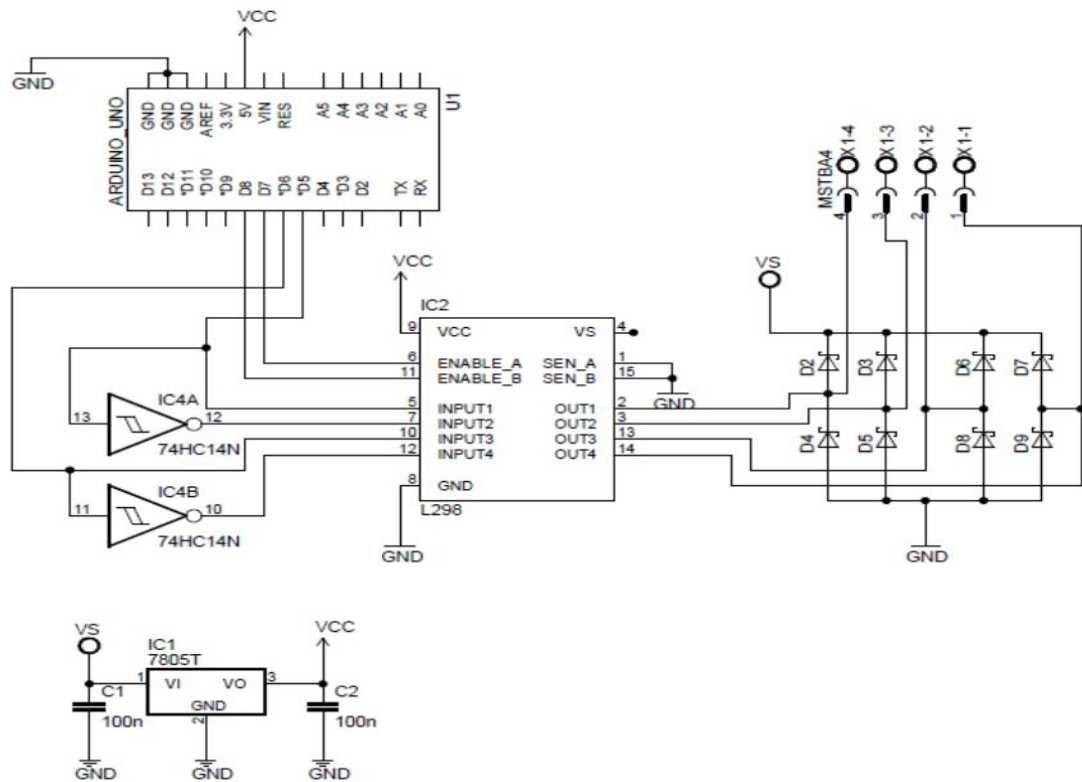 VCC
GND
ARDUINO_UNO
GND
GND
GND
AREF
3.3V
5V
VIN
RES
A5
A4
A3
A2
A1
A0
U1
D13
D12
*D11
*D10
*D9
D8
D7
*D6
*D5
D4
*D3
D2
TX
RX
MSTBA4
X1-4
X1-3
X1-2
X1-1
4
3
2
1
VCC
VS
IC2
9 VCC VS 4
6 ENABLE_A SEN_A 1
11 ENABLE_B SEN_B 15
GND
5 INPUT1 OUT1 2
7 INPUT2 OUT2 3
10 INPUT3 OUT3 13
12 INPUT4 OUT4 14
8 GND
L298
GND
IC4A
13 12
74HC14N
IC4B
11 10
74HC14N
D2
D3
D6
D7
D4
D5
D8
D9
GND
VS
IC1
7805T
VCC
1 VI VO 3
GND
2
C1
100n
C2
100n
GND
GND
GND